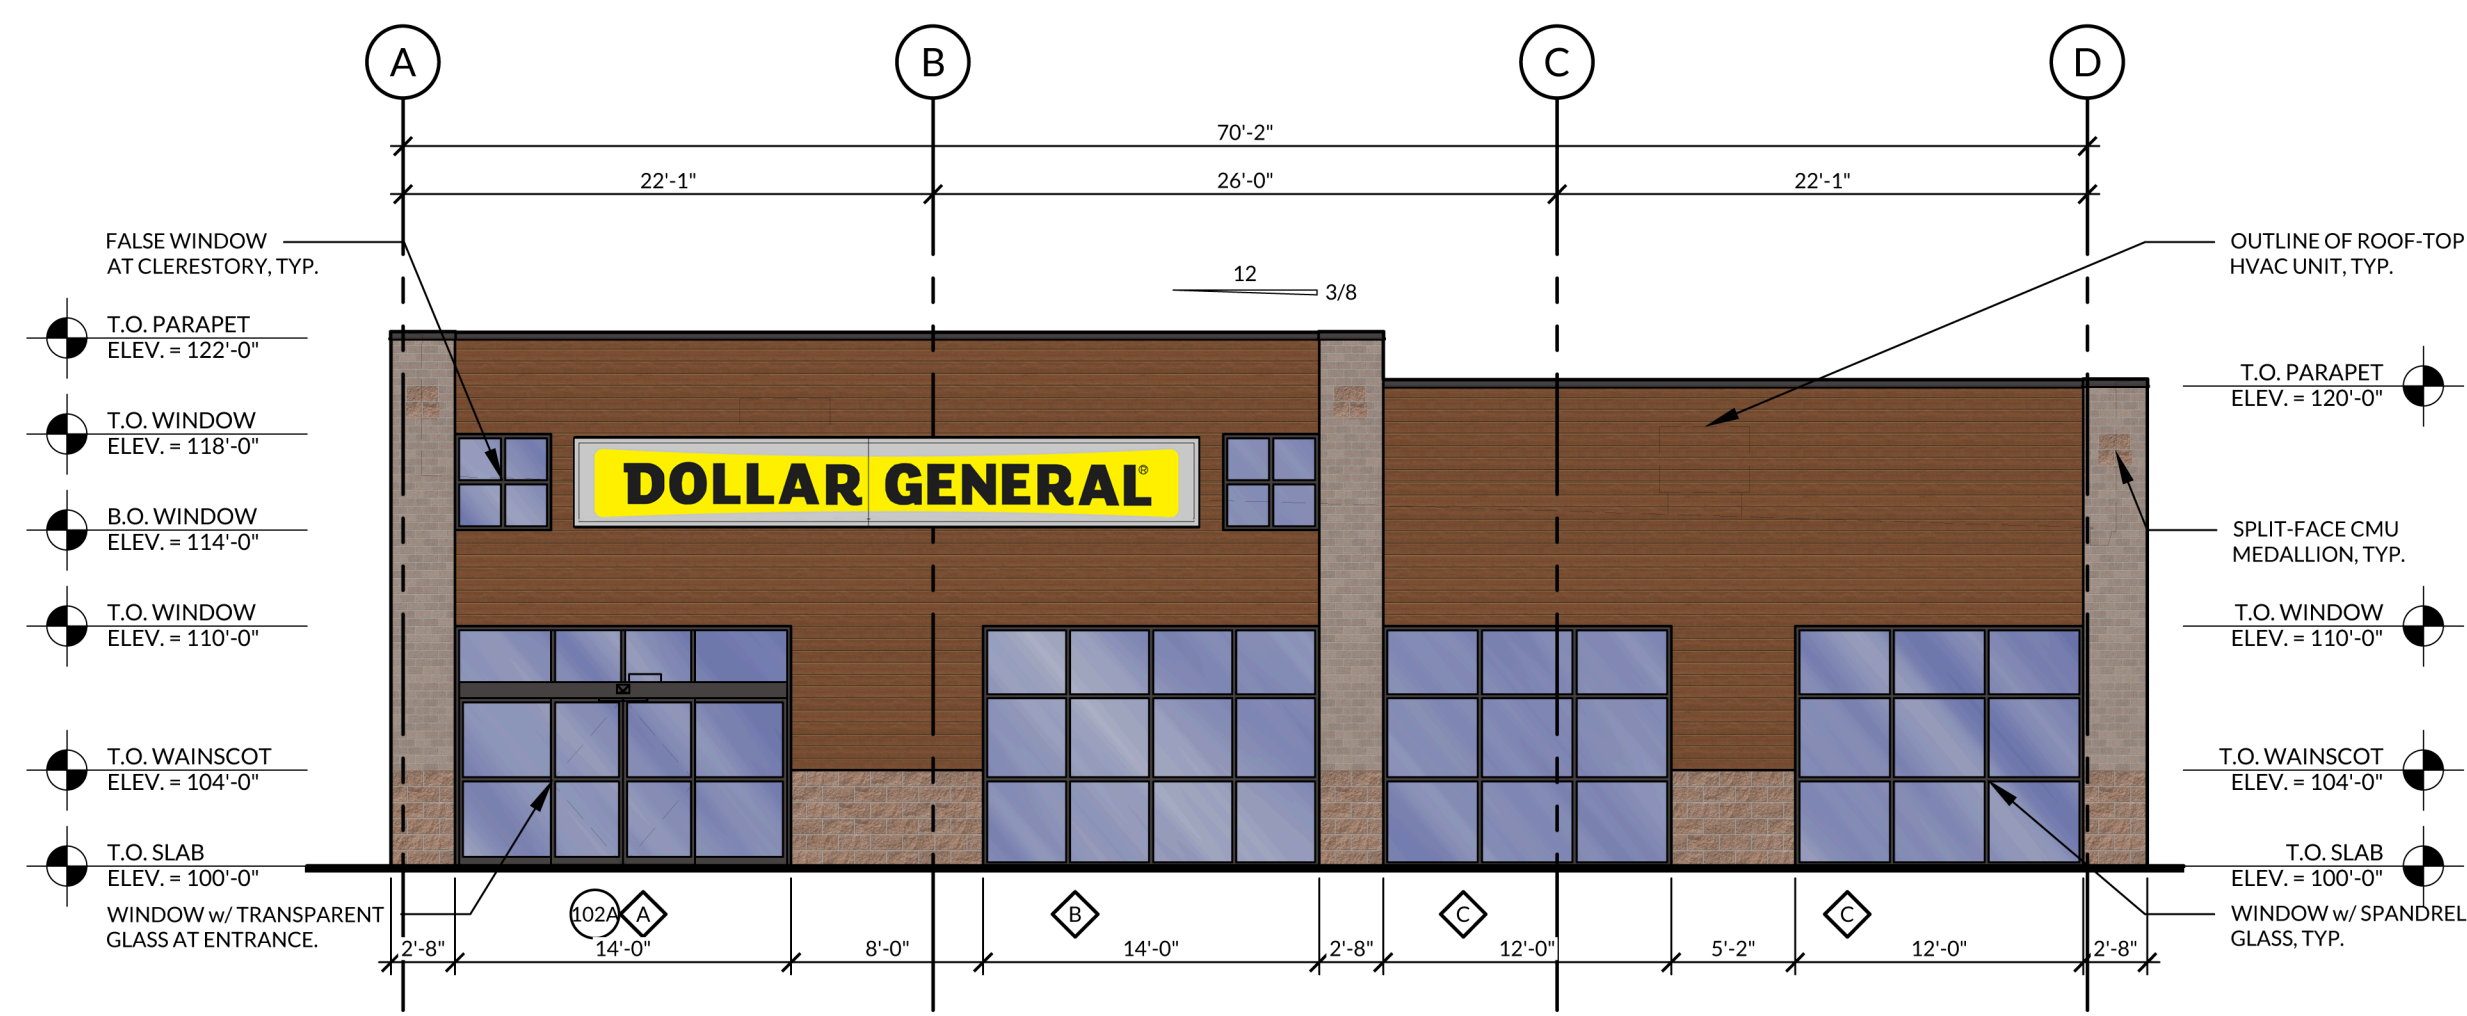 A
B
C
D
70'-2"
22'-1"
26'-0"
22'-1"
FALSE WINDOW
AT CLERESTORY, TYP.
OUTLINE OF ROOF-TOP
HVAC UNIT, TYP.
12
3/8
T.O. PARAPET
ELEV. = 122'-0"
T.O. PARAPET
ELEV. = 120'-0"
T.O. WINDOW
ELEV. = 118'-0"
DOLLAR GENERAL®
B.O. WINDOW
ELEV. = 114'-0"
SPLIT-FACE CMU
MEDALLION, TYP.
T.O. WINDOW
ELEV. = 110'-0"
T.O. WINDOW
ELEV. = 110'-0"
T.O. WAINSCOT
ELEV. = 104'-0"
T.O. WAINSCOT
ELEV. = 104'-0"
T.O. SLAB
ELEV. = 100'-0"
T.O. SLAB
ELEV. = 100'-0"
WINDOW w/ TRANSPARENT
GLASS AT ENTRANCE.
102A
A
B
C
C
WINDOW w/ SPANDREL
GLASS, TYP.
2'-8"
14'-0"
8'-0"
14'-0"
2'-8"
12'-0"
5'-2"
12'-0"
2'-8"